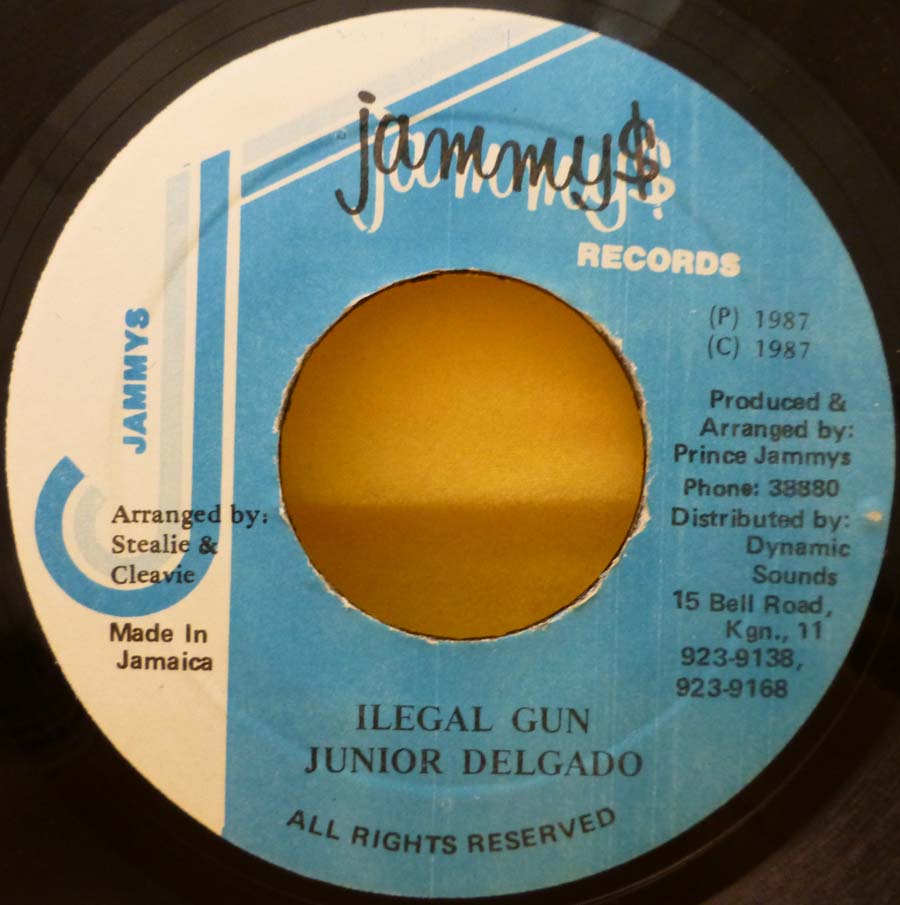 jammy$
RECORDS
(P) 1987
(C) 1987
JAMMYS
Produced &
Arranged by:
Prince Jammys
Phone: 38880
Distributed by:
Dynamic
Sounds
15 Bell Road,
Kgn., 11
923-9138,
923-9168
Arranged by:
Stealie &
Cleavie
Made In
Jamaica
ILEGAL GUN
JUNIOR DELGADO
ALL RIGHTS RESERVED